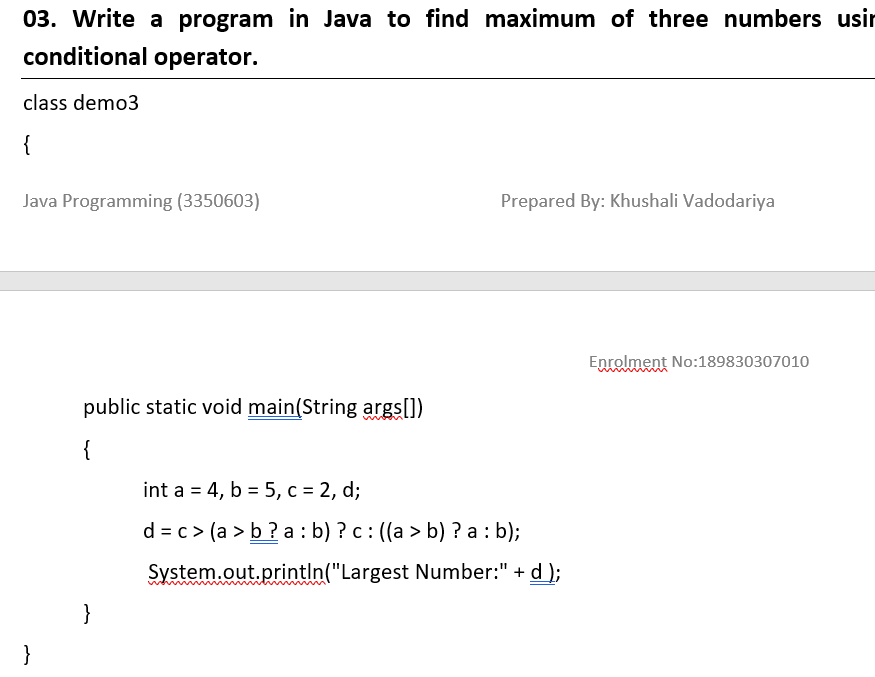 03. Write a program in Java to find maximum of three numbers
conditional operator.
class demo3
{
Java Programming (3350603) Prepared By: Khushali Vadodariya
Enrolment No:189830307010
public static void main(String args[])
{
int a = 4, b = 5, c = 2, d;
d = c > (a > b ? a : b) ? c : ((a > b) ? a : b);
System.out.println("Largest Number:" + d );
}
}